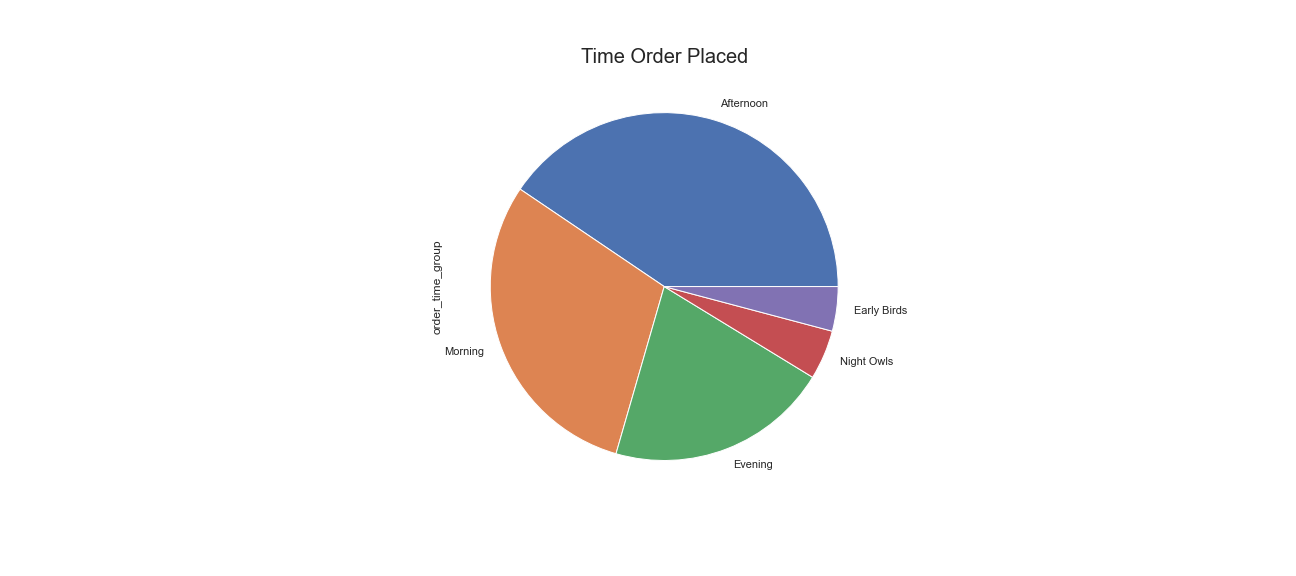 Time Order Placed
Afternoon
order_time_group
Early Birds
Morning
Night Owls
Evening